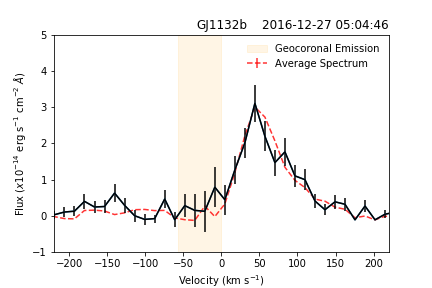 GJ1132b 2016-12-27 05:04:46
5
4
3
2
1
0
−1
Flux (x10⁻¹⁴ erg s⁻¹ cm⁻² Å)
Geocoronal Emission
Average Spectrum
−200 −150 −100 −50 0 50 100 150 200
Velocity (km s⁻¹)